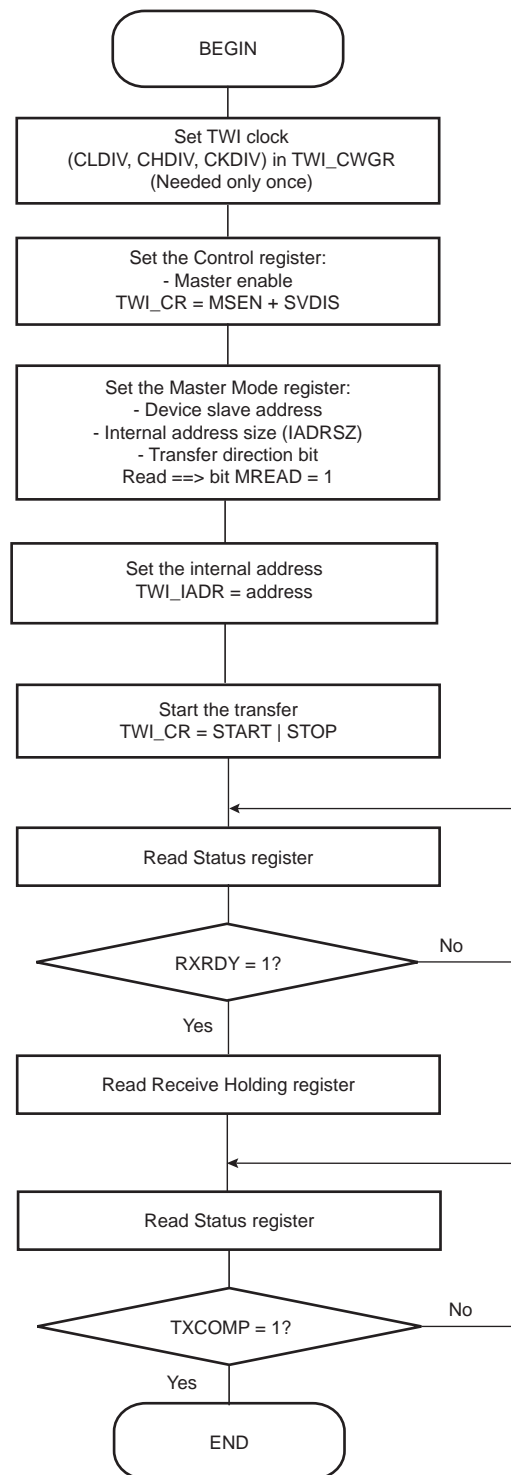 BEGIN
Set TWI clock
(CLDIV, CHDIV, CKDIV) in TWI_CWGR
(Needed only once)
Set the Control register:
- Master enable
TWI_CR = MSEN + SVDIS
Set the Master Mode register:
- Device slave address
- Internal address size (IADRSZ)
- Transfer direction bit
Read ==> bit MREAD = 1
Set the internal address
TWI_IADR = address
Start the transfer
TWI_CR = START | STOP
Read Status register
RXRDY = 1?
No
Yes
Read Receive Holding register
Read Status register
TXCOMP = 1?
No
Yes
END